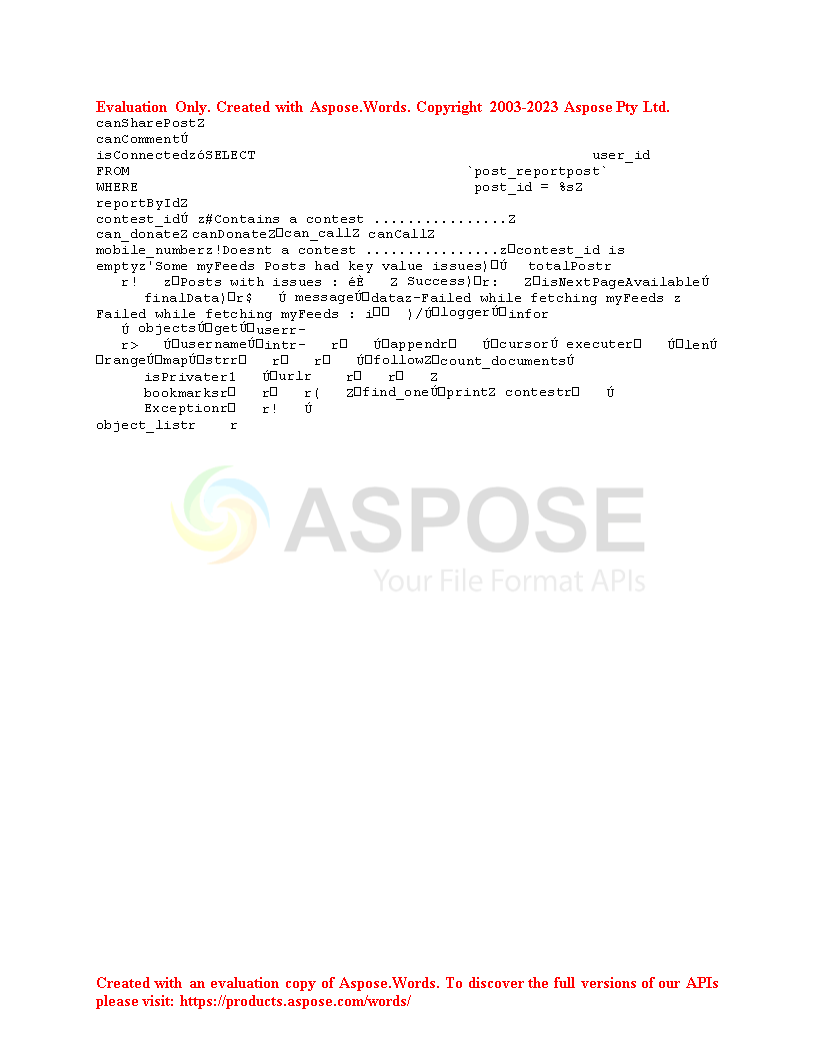 Evaluation Only. Created with Aspose.Words. Copyright 2003-2023 Aspose Pty Ltd.
canSharePostZ
canCommentÚ
isConnectedzóSELECT user_id
FROM `post_reportpost`
WHERE post_id = %sZ
reportByIdZ
contest_idÚ z#Contains a contest ................Z
can_donateZ canDonateZ□can_callZ canCallZ
mobile_numberz!Doesnt a contest ................z□contest_id is
emptyz'Some myFeeds Posts had key value issues)□Ú totalPostr
r! z□Posts with issues : éÈ Z Success)□r: Z□isNextPageAvailableÚ
finalData)□r$ Ú messageÚ□dataz-Failed while fetching myFeeds z
Failed while fetching myFeeds : i□□ )/Ú□loggerÚ□infor
Ú objectsÚ□getÚ□userr-
r> Ú□usernameÚ□intr- r□ Ú□appendr□ Ú□cursorÚ executer□ Ú□lenÚ
□rangeÚ□mapÚ□strr□ r□ r□ Ú□followZ□count_documentsÚ
isPrivater1 Ú□urlr r□ r□ Z
bookmarksr□ r□ r( Z□find_oneÚ□printZ contestr□ Ú
Exceptionr□ r! Ú
object_listr r
ASPOSE
Your File Format APIs
Created with an evaluation copy of Aspose.Words. To discover the full versions of our APIs
please visit: https://products.aspose.com/words/